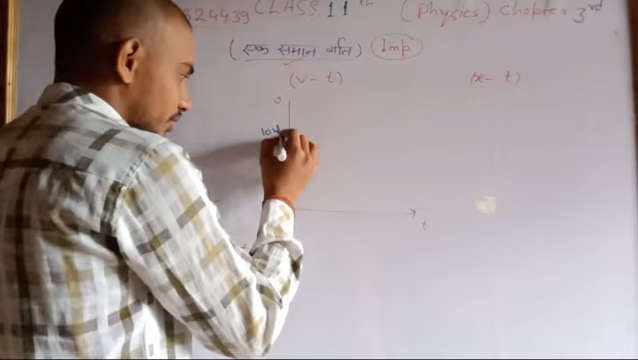 324439 CLASS 11th (Physics) Chapter 3rd
(एक समान गति) Imp
(v - t) (x - t)
v
10
t